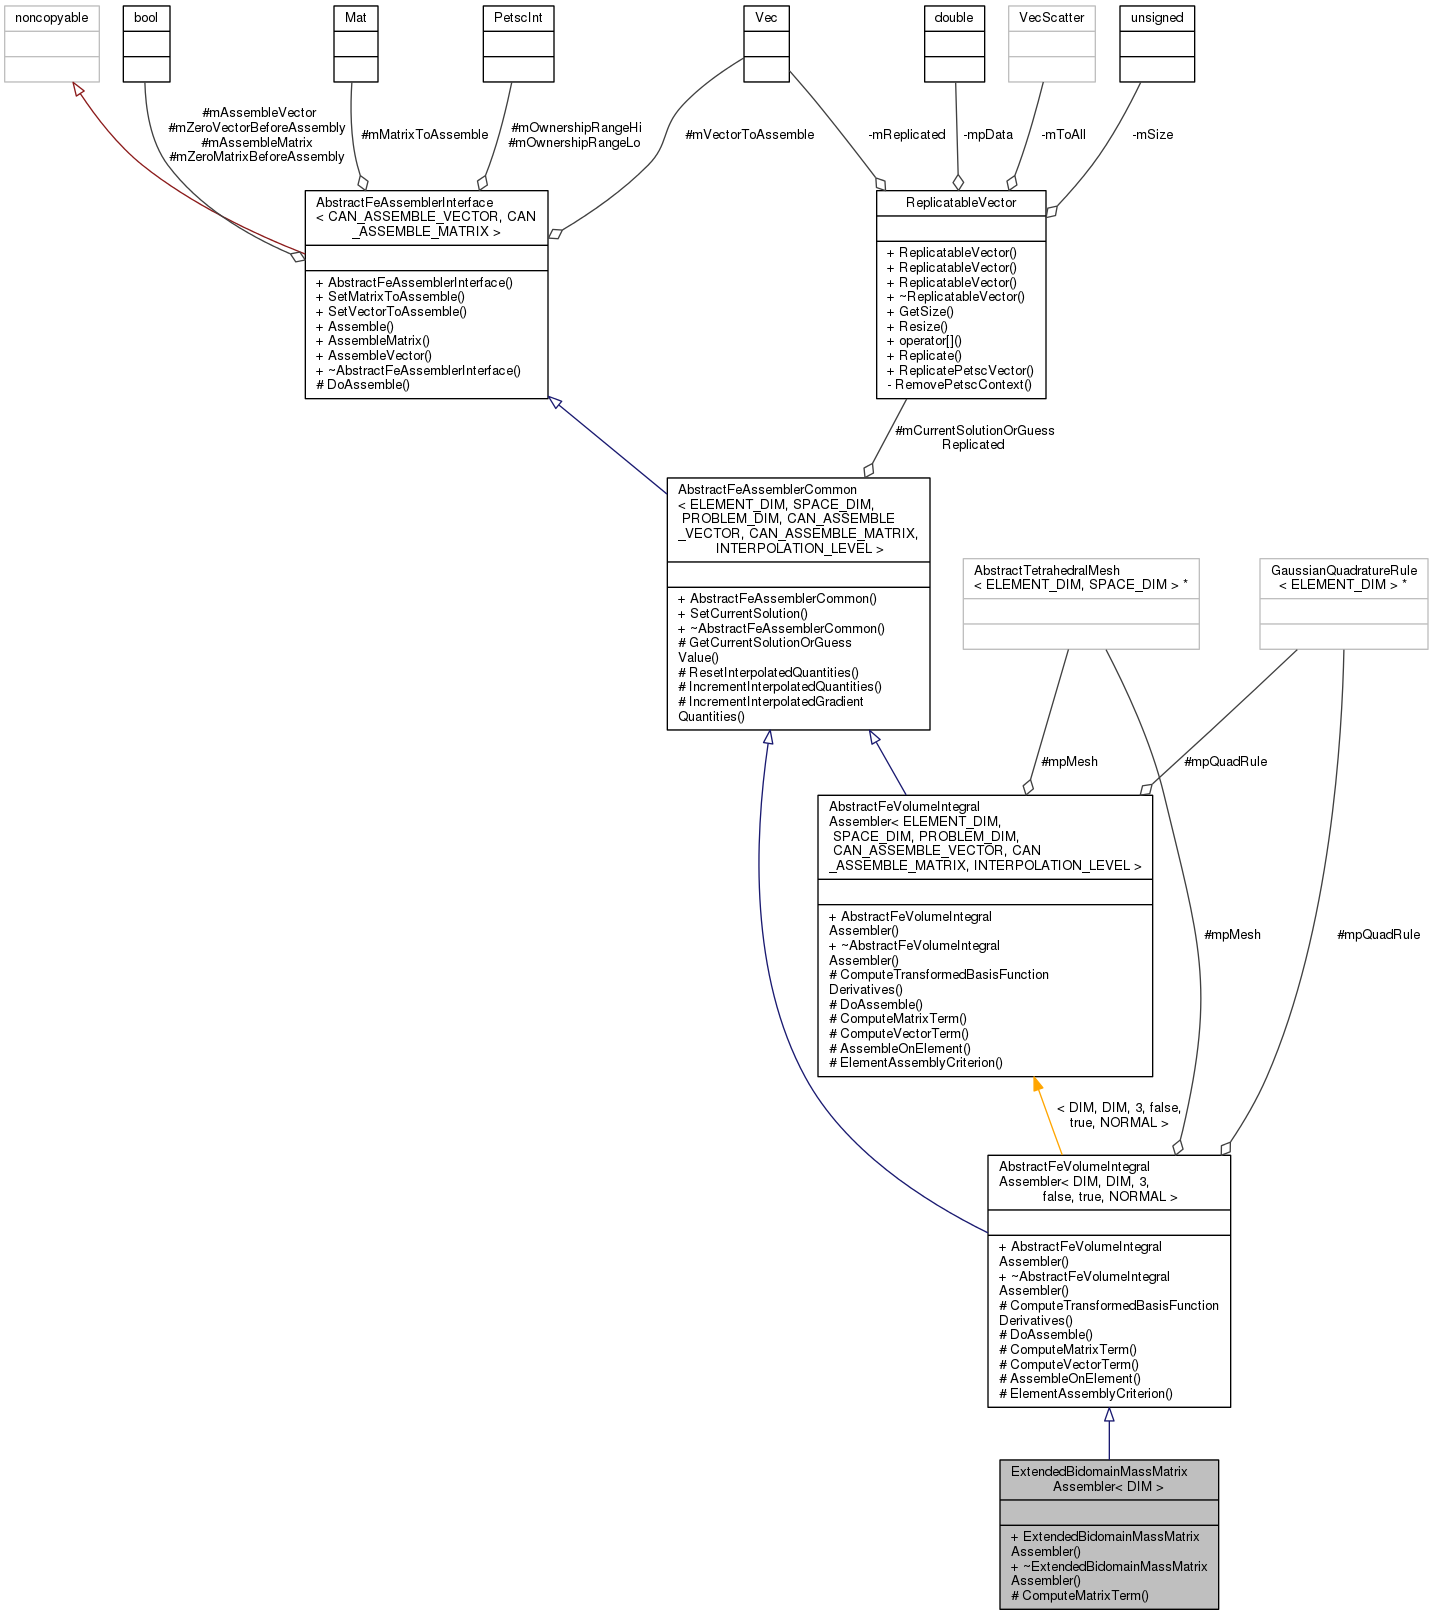 noncopyable
bool
Mat
PetscInt
Vec
double
VecScatter
unsigned
#mAssembleVector
#mZeroVectorBeforeAssembly
#mAssembleMatrix
#mZeroMatrixBeforeAssembly
#mMatrixToAssemble
#mOwnershipRangeHi
#mOwnershipRangeLo
#mVectorToAssemble
-mReplicated
-mpData
-mToAll
-mSize
AbstractFeAssemblerInterface
< CAN_ASSEMBLE_VECTOR, CAN
_ASSEMBLE_MATRIX >
+ AbstractFeAssemblerInterface()
+ SetMatrixToAssemble()
+ SetVectorToAssemble()
+ Assemble()
+ AssembleMatrix()
+ AssembleVector()
+ ~AbstractFeAssemblerInterface()
# DoAssemble()
ReplicatableVector
+ ReplicatableVector()
+ ReplicatableVector()
+ ReplicatableVector()
+ ~ReplicatableVector()
+ GetSize()
+ Resize()
+ operator[]()
+ Replicate()
+ ReplicatePetscVector()
- RemovePetscContext()
#mCurrentSolutionOrGuess
Replicated
AbstractFeAssemblerCommon
< ELEMENT_DIM, SPACE_DIM,
PROBLEM_DIM, CAN_ASSEMBLE
_VECTOR, CAN_ASSEMBLE_MATRIX,
INTERPOLATION_LEVEL >
+ AbstractFeAssemblerCommon()
+ SetCurrentSolution()
+ ~AbstractFeAssemblerCommon()
# GetCurrentSolutionOrGuess
Value()
# ResetInterpolatedQuantities()
# IncrementInterpolatedQuantities()
# IncrementInterpolatedGradient
Quantities()
AbstractTetrahedralMesh
< ELEMENT_DIM, SPACE_DIM > *
GaussianQuadratureRule
< ELEMENT_DIM > *
#mpMesh
#mpQuadRule
AbstractFeVolumeIntegral
Assembler< ELEMENT_DIM,
SPACE_DIM, PROBLEM_DIM,
CAN_ASSEMBLE_VECTOR, CAN
_ASSEMBLE_MATRIX, INTERPOLATION_LEVEL >
+ AbstractFeVolumeIntegral
Assembler()
+ ~AbstractFeVolumeIntegral
Assembler()
# ComputeTransformedBasisFunction
Derivatives()
# DoAssemble()
# ComputeMatrixTerm()
# ComputeVectorTerm()
# AssembleOnElement()
# ElementAssemblyCriterion()
#mpMesh
#mpQuadRule
< DIM, DIM, 3, false,
true, NORMAL >
AbstractFeVolumeIntegral
Assembler< DIM, DIM, 3,
false, true, NORMAL >
+ AbstractFeVolumeIntegral
Assembler()
+ ~AbstractFeVolumeIntegral
Assembler()
# ComputeTransformedBasisFunction
Derivatives()
# DoAssemble()
# ComputeMatrixTerm()
# ComputeVectorTerm()
# AssembleOnElement()
# ElementAssemblyCriterion()
ExtendedBidomainMassMatrix
Assembler< DIM >
+ ExtendedBidomainMassMatrix
Assembler()
+ ~ExtendedBidomainMassMatrix
Assembler()
# ComputeMatrixTerm()